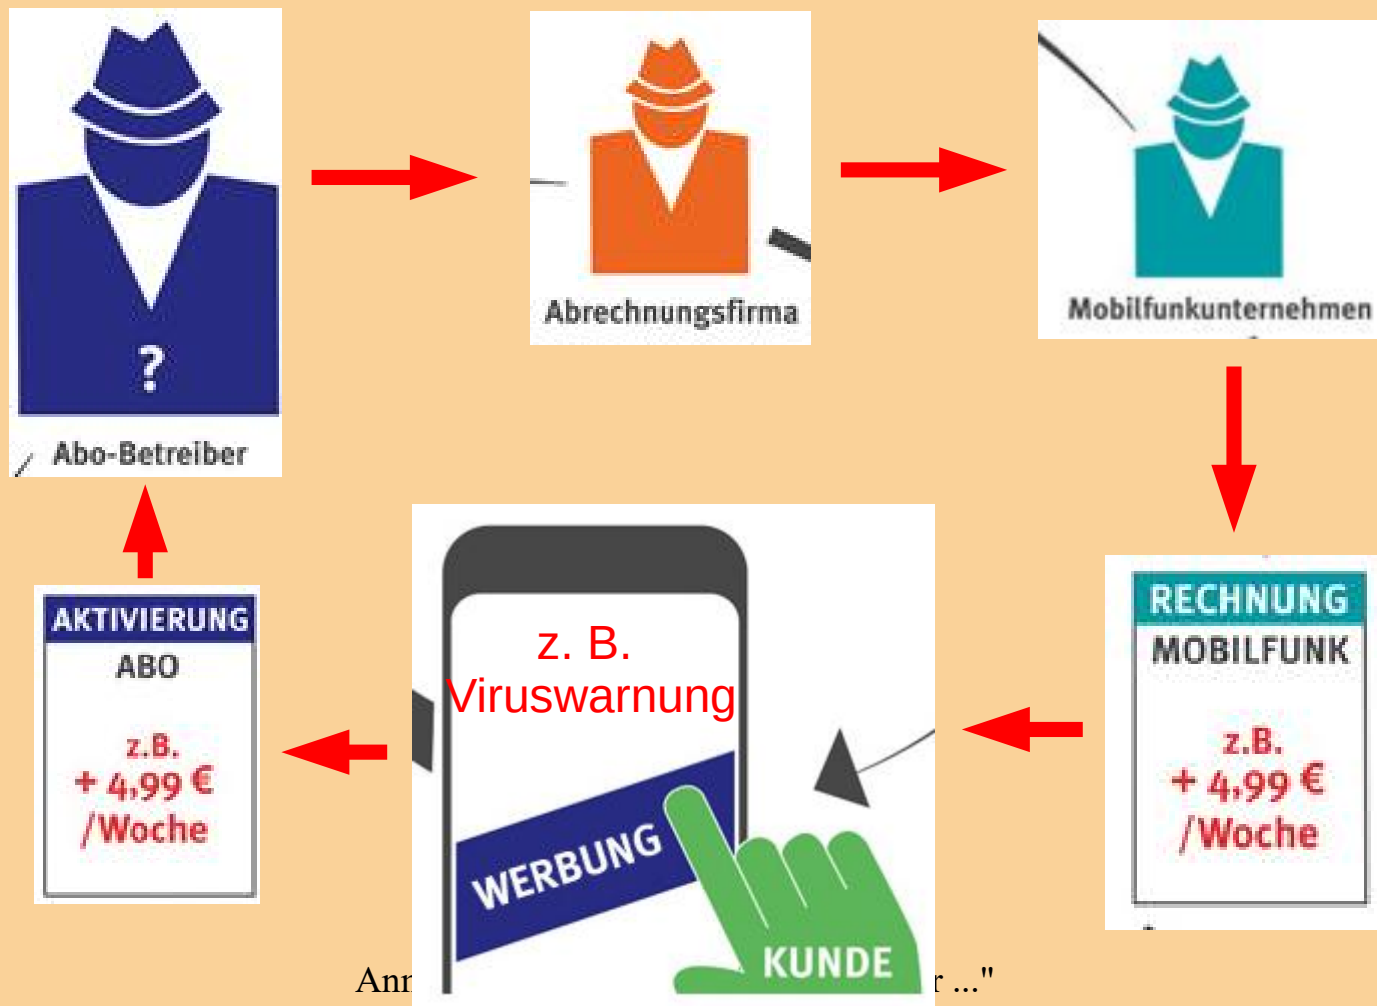 ?
Abo-Betreiber
Abrechnungsfirma
Mobilfunkunternehmen
AKTIVIERUNG
ABO
z.B.
+ 4,99 €
/Woche
z. B.
Viruswarnung
WERBUNG
KUNDE
RECHNUNG
MOBILFUNK
z.B.
+ 4,99 €
/Woche
..."